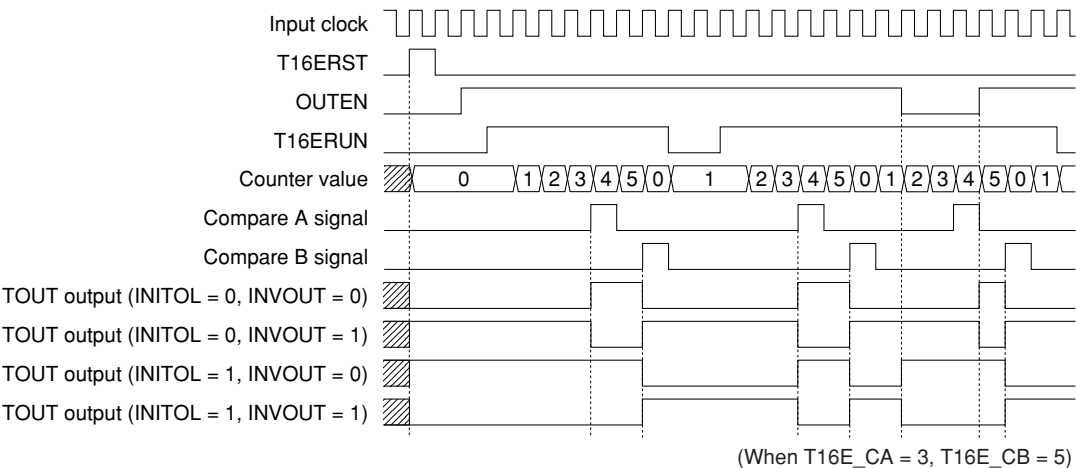 Input clock
T16ERST
OUTEN
T16ERUN
Counter value 0 1 2 3 4 5 0 1 2 3 4 5 0 1 2 3 4 5 0 1
Compare A signal
Compare B signal
TOUT output (INITOL = 0, INVOUT = 0)
TOUT output (INITOL = 0, INVOUT = 1)
TOUT output (INITOL = 1, INVOUT = 0)
TOUT output (INITOL = 1, INVOUT = 1)
(When T16E_CA = 3, T16E_CB = 5)